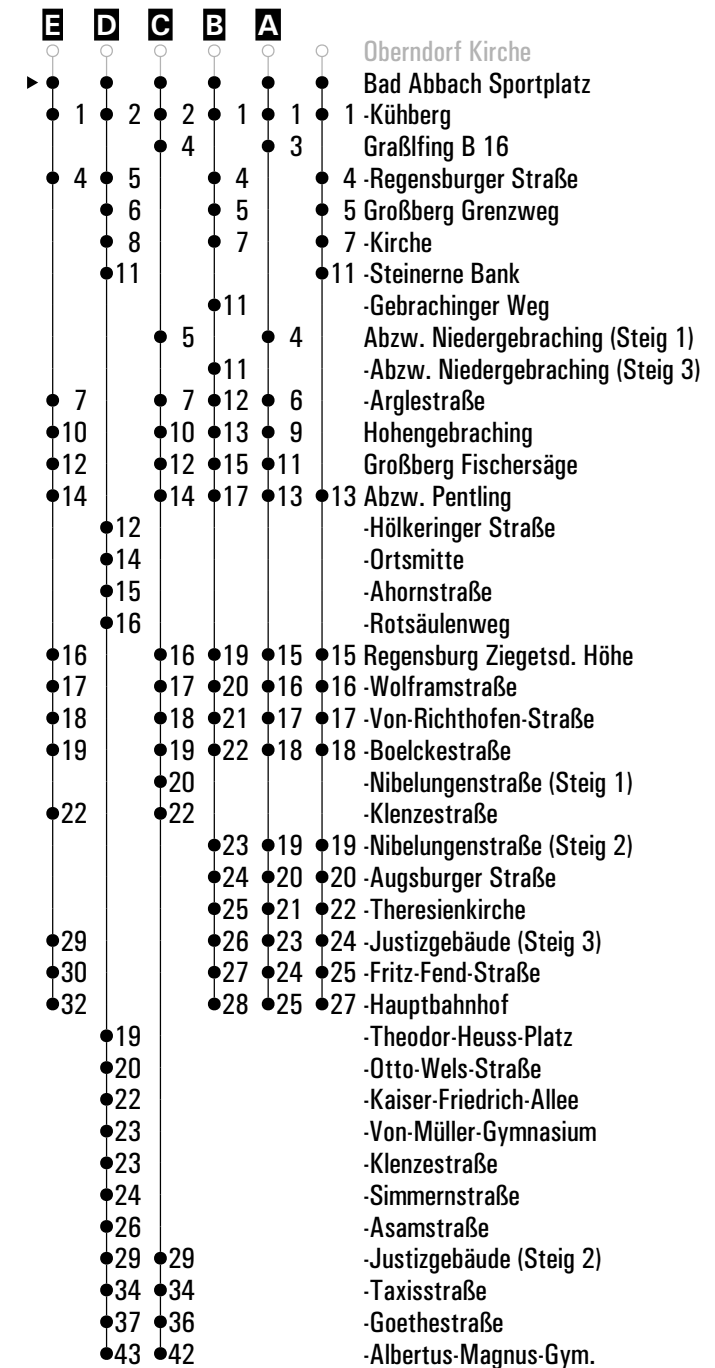 E D C B A
Oberndorf Kirche
Bad Abbach Sportplatz
1 2 2 1 1 1 -Kühberg
4 3 Graßlfing B 16
4 5 4 4 -Regensburger Straße
6 5 5 Großberg Grenzweg
8 7 7 -Kirche
11 11 -Steinerne Bank
11 -Gebrachinger Weg
5 4 Abzw. Niedergebraching (Steig 1)
11 -Abzw. Niedergebraching (Steig 3)
7 7 12 6 -Arglestraße
10 10 13 9 Hohengebraching
12 12 15 11 Großberg Fischersäge
14 14 17 13 13 Abzw. Pentling
12 -Hölkeringer Straße
14 -Ortsmitte
15 -Ahornstraße
16 -Rotsäulenweg
16 16 19 15 15 Regensburg Ziegetsd. Höhe
17 17 20 16 16 -Wolframstraße
18 18 21 17 17 -Von-Richthofen-Straße
19 19 22 18 18 -Boelckestraße
20 -Nibelungenstraße (Steig 1)
22 22 -Klenzestraße
23 19 19 -Nibelungenstraße (Steig 2)
24 20 20 -Augsburger Straße
25 21 22 -Theresienkirche
29 26 23 24 -Justizgebäude (Steig 3)
30 27 24 25 -Fritz-Fend-Straße
32 28 25 27 -Hauptbahnhof
19 -Theodor-Heuss-Platz
20 -Otto-Wels-Straße
22 -Kaiser-Friedrich-Allee
23 -Von-Müller-Gymnasium
23 -Klenzestraße
24 -Simmernstraße
26 -Asamstraße
29 29 -Justizgebäude (Steig 2)
34 34 -Taxisstraße
37 36 -Goethestraße
43 42 -Albertus-Magnus-Gym.